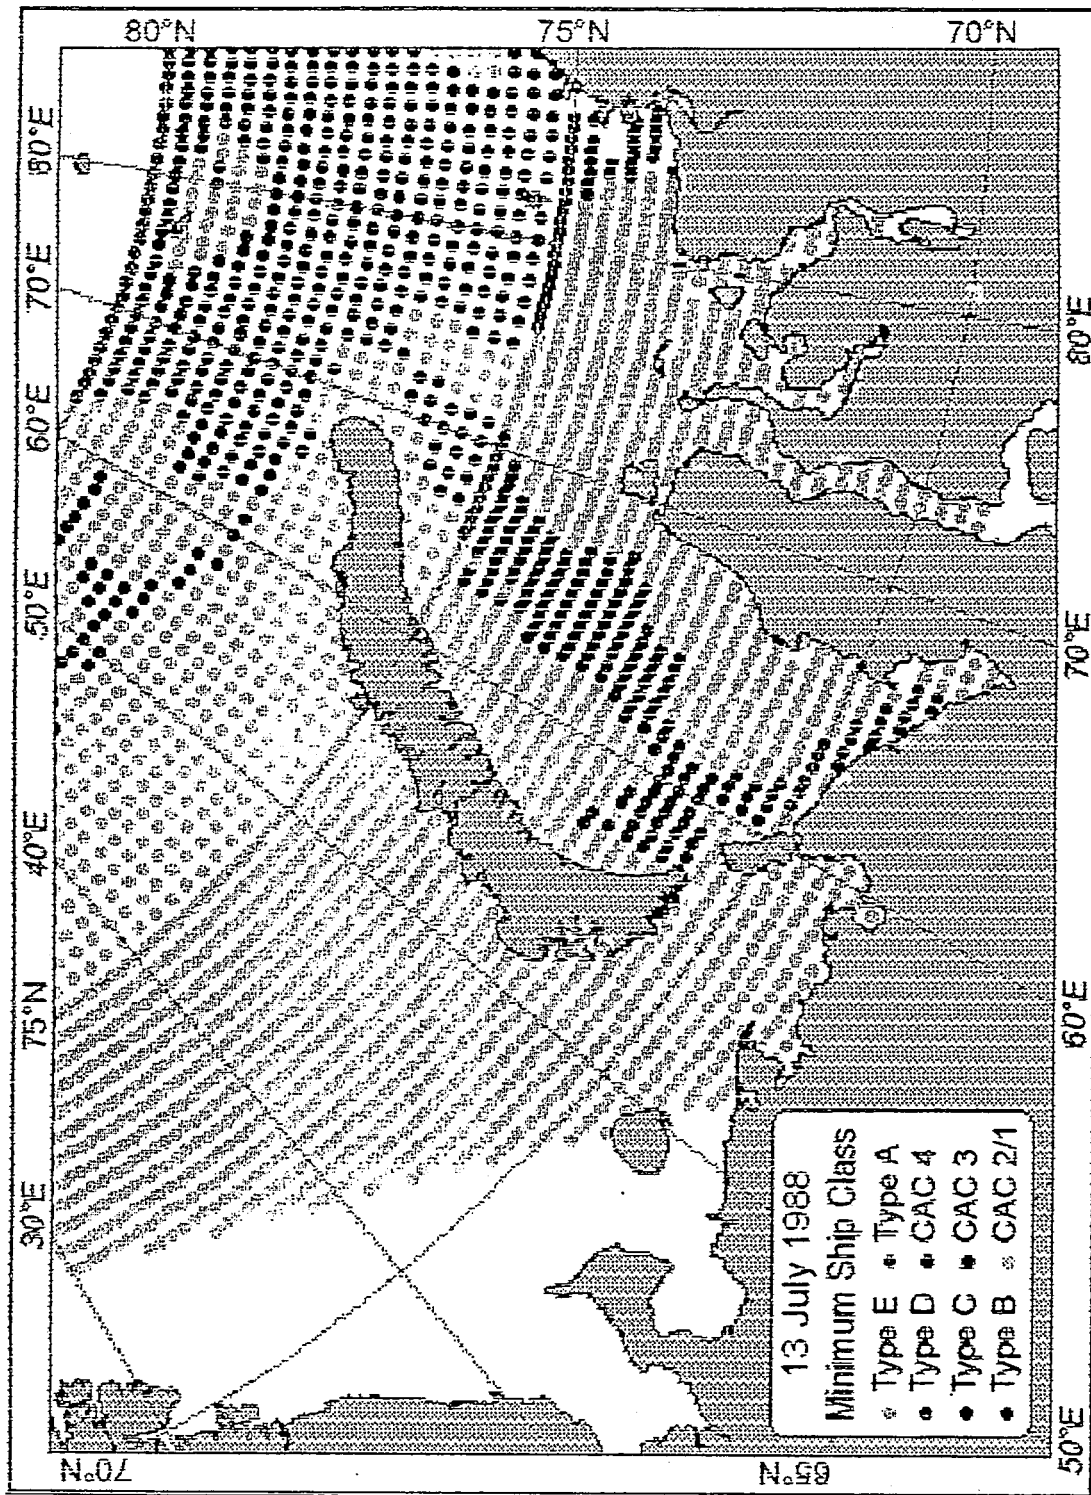 80°N 75°N 70°N
30°E 75°N 40°E 50°E 60°E 70°E 80°E
13 July 1988
Minimum Ship Class
Type E Type A
Type D CAC 4
Type C CAC 3
Type B CAC 2/1
70°N 65°N
50°E 60°E 70°E 80°E